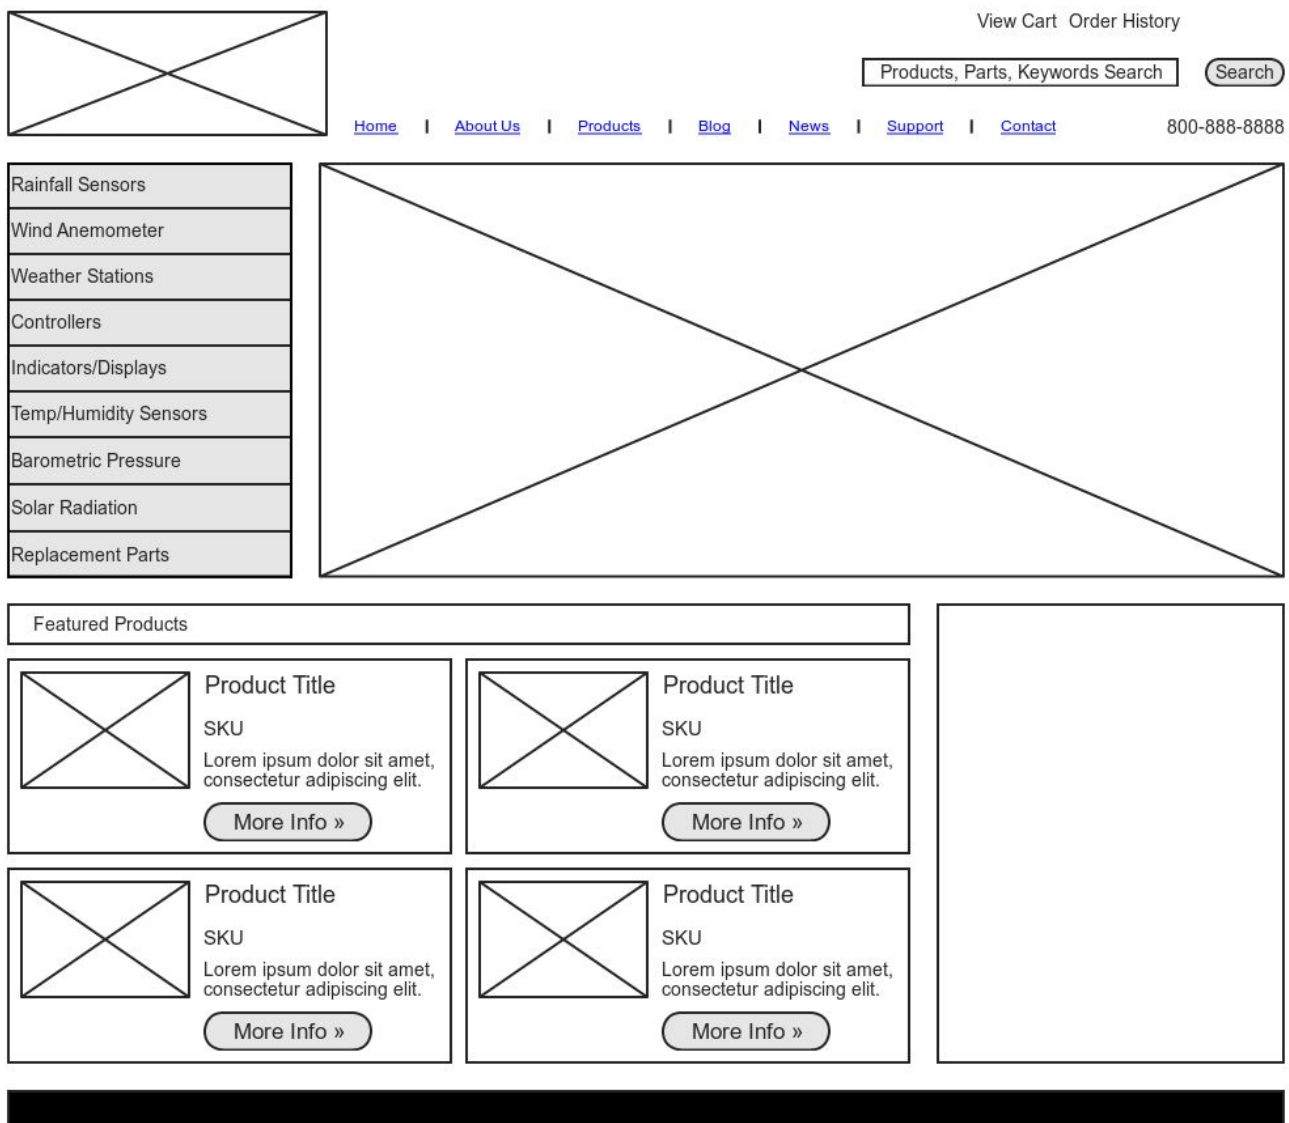 View Cart Order History
Products, Parts, Keywords Search Search
Home | About Us | Products | Blog | News | Support | Contact 800-888-8888
Rainfall Sensors
Wind Anemometer
Weather Stations
Controllers
Indicators/Displays
Temp/Humidity Sensors
Barometric Pressure
Solar Radiation
Replacement Parts
Featured Products
Product Title
SKU
Lorem ipsum dolor sit amet,
consectetur adipiscing elit.
More Info »
Product Title
SKU
Lorem ipsum dolor sit amet,
consectetur adipiscing elit.
More Info »
Product Title
SKU
Lorem ipsum dolor sit amet,
consectetur adipiscing elit.
More Info »
Product Title
SKU
Lorem ipsum dolor sit amet,
consectetur adipiscing elit.
More Info »